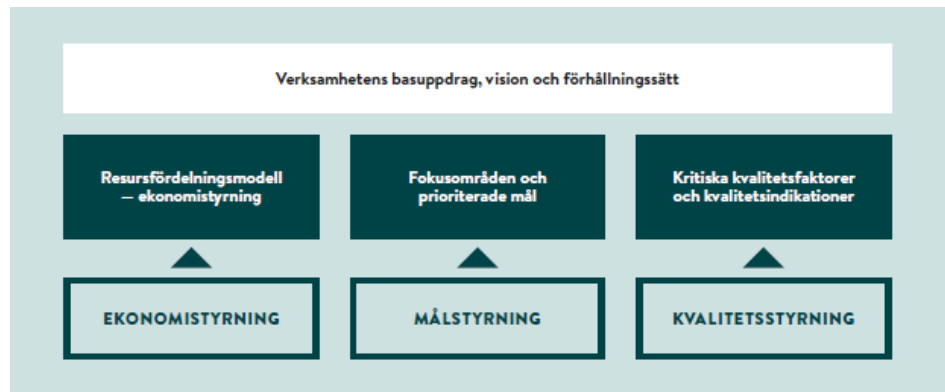 Verksamhetens basuppdrag, vision och förhållningssätt
Resursfördelningsmodell
— ekonomistyrning
Fokusområden och
prioriterade mål
Kritiska kvalitetsfaktorer
och kvalitetsindikationer
EKONOMISTYRNING
MÅLSTYRNING
KVALITETSSTYRNING